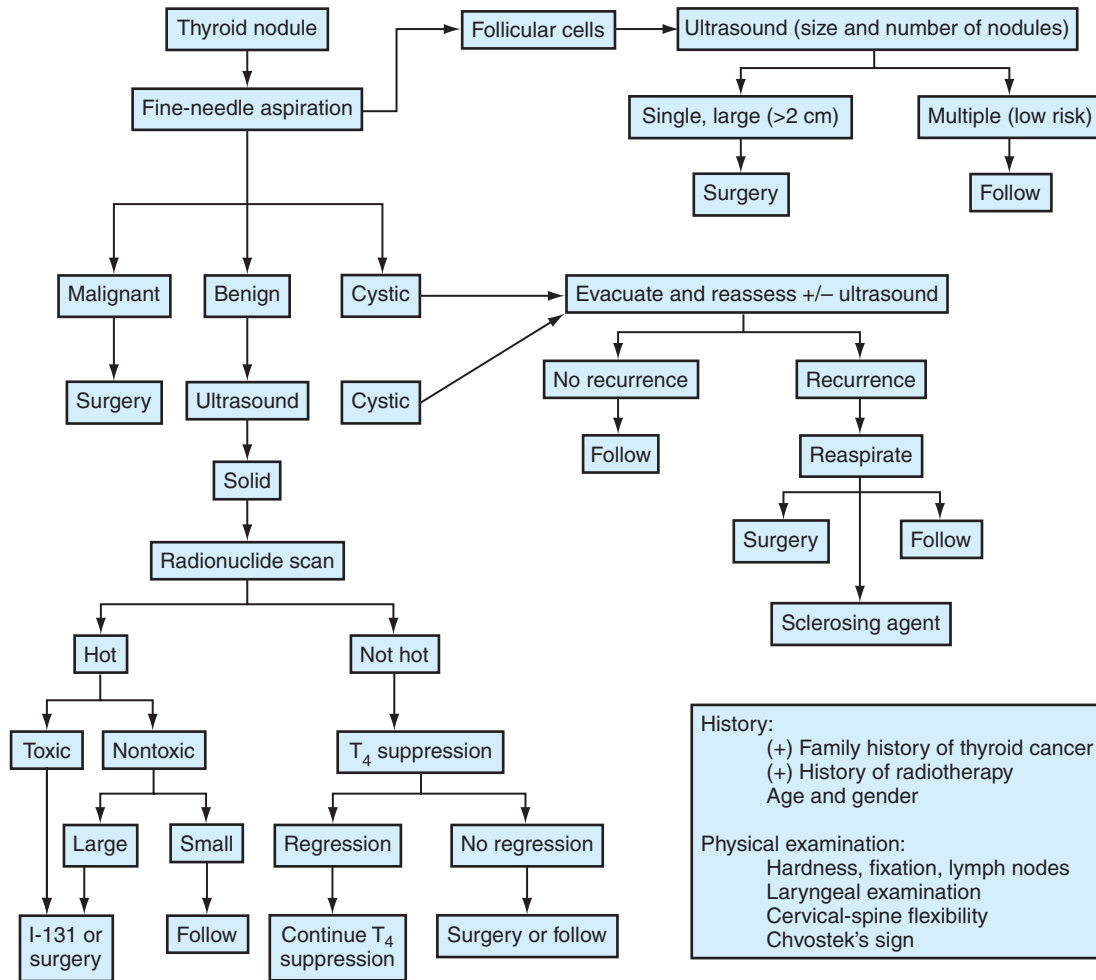 Thyroid nodule
Follicular cells
Ultrasound (size and number of nodules)
Fine-needle aspiration
Single, large (>2 cm)
Multiple (low risk)
Surgery
Follow
Malignant
Benign
Cystic
Evacuate and reassess +/– ultrasound
Surgery
Ultrasound
Cystic
No recurrence
Recurrence
Follow
Reaspirate
Solid
Surgery
Follow
Radionuclide scan
Sclerosing agent
Hot
Not hot
Toxic
Nontoxic
T4 suppression
Large
Small
Regression
No regression
I-131 or
surgery
Follow
Continue T4
suppression
Surgery or follow
History:
(+) Family history of thyroid cancer
(+) History of radiotherapy
Age and gender
Physical examination:
Hardness, fixation, lymph nodes
Laryngeal examination
Cervical-spine flexibility
Chvostek's sign